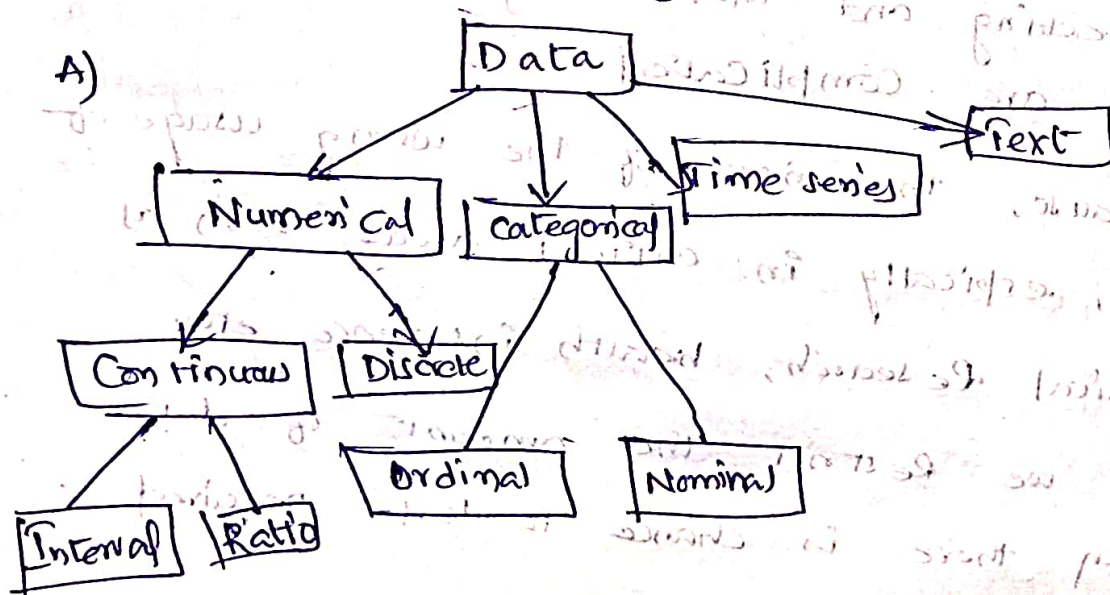 A)
Data
Text
Time series
Numerical
Categorical
Continuous
Discrete
Ordinal
Nominal
Interval
Ratio